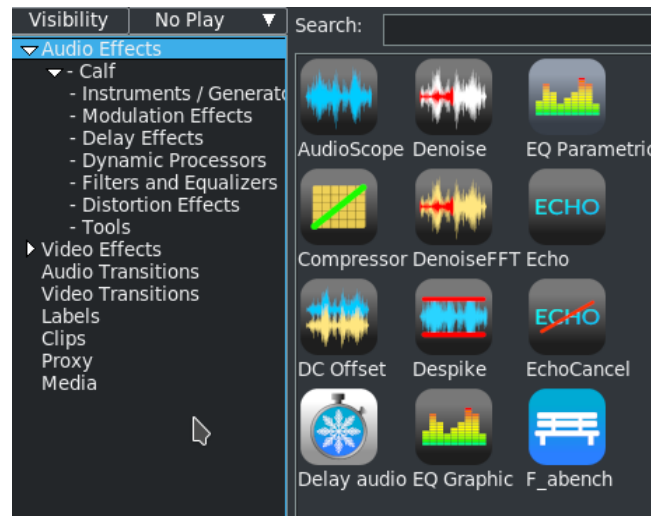 Visibility No Play
Search:
Audio Effects
- Calf
- Instruments / Generato
- Modulation Effects
- Delay Effects
- Dynamic Processors
- Filters and Equalizers
- Distortion Effects
- Tools
Video Effects
Audio Transitions
Video Transitions
Labels
Clips
Proxy
Media
AudioScope Denoise EQ Parametric
ECHO
Compressor DenoiseFFT Echo
ECHO
DC Offset Despike EchoCancel
Delay audio EQ Graphic F_abench